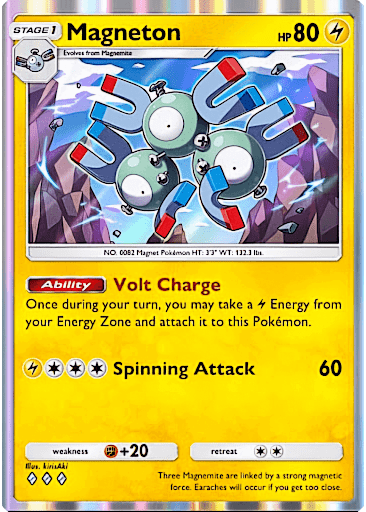 STAGE 1
Magneton
HP 80
Evolves from Magnemite
NO. 0082 Magnet Pokémon HT: 3'3" WT: 132.3 lbs.
Ability Volt Charge
Once during your turn, you may take a Energy from
your Energy Zone and attach it to this Pokémon.
Spinning Attack 60
weakness +20
retreat
Illus. kirisAki
Three Magnemite are linked by a strong magnetic
force. Earaches will occur if you get too close.